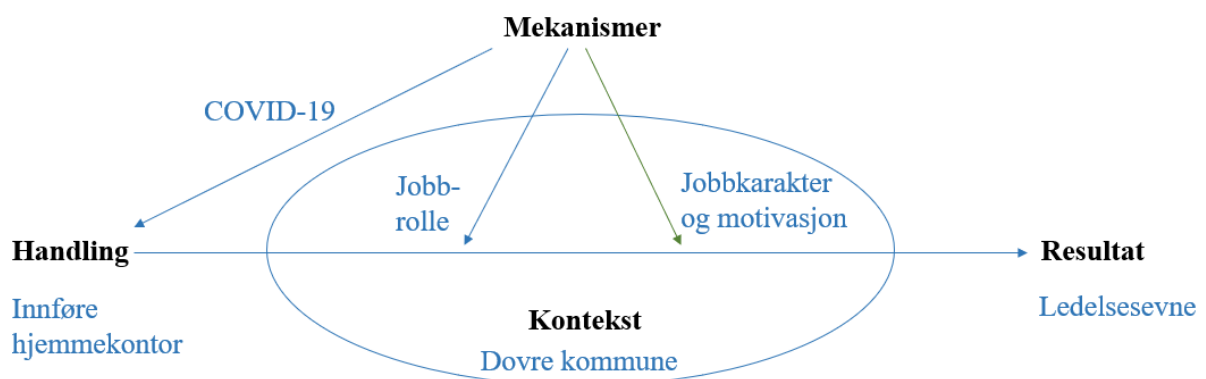 Mekanismer
COVID-19
Jobb-
rolle
Jobbkarakter
og motivasjon
Handling
Resultat
Innføre
hjemmekontor
Ledelsesevne
Kontekst
Dovre kommune